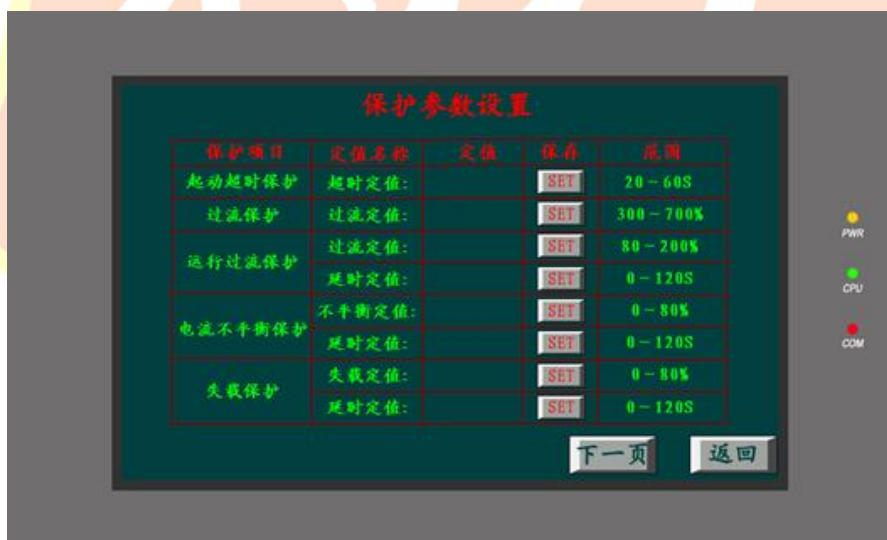 保护参数设置
保护项目 定值名称 定值 保存 范围
起动超时保护 超时定值: SET 20~60S
过流保护 过流定值: SET 300~700%
运行过流保护 过流定值: SET 80~200%
延时定值: SET 0~120S
电流不平衡保护 不平衡定值: SET 0~80%
延时定值: SET 0~120S
失载保护 失载定值: SET 0~80%
延时定值: SET 0~120S
下一页 返回
PWR
CPU
COM